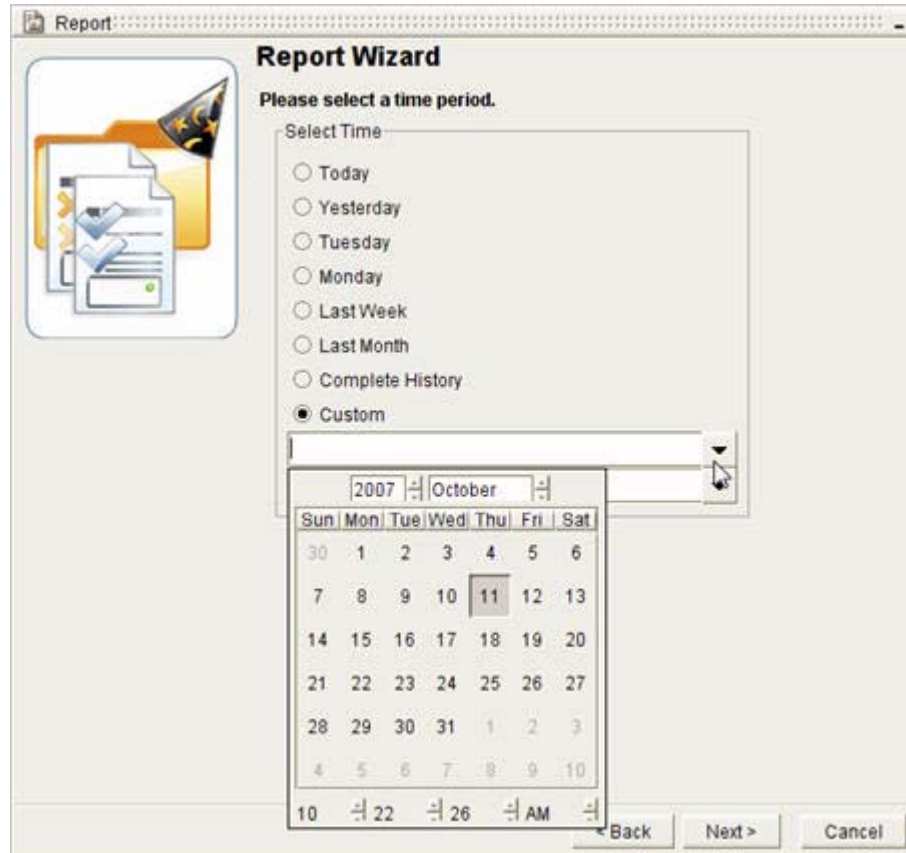 Report
Report Wizard
Please select a time period.
Select Time
Today
Yesterday
Tuesday
Monday
Last Week
Last Month
Complete History
Custom
2007 October
Sun Mon Tue Wed Thu Fri Sat
30 1 2 3 4 5 6
7 8 9 10 11 12 13
14 15 16 17 18 19 20
21 22 23 24 25 26 27
28 29 30 31 1 2 3
4 5 6 7 8 9 10
10 22 26 AM
< Back Next > Cancel